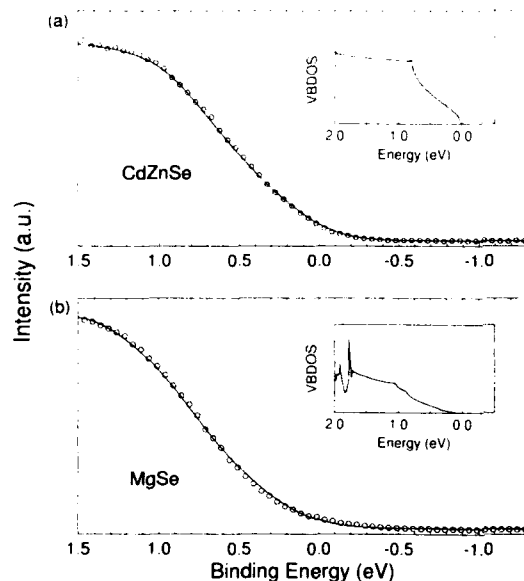 (a)
VBDOS
2.0 1.0 0.0
Energy (eV)
CdZnSe
1.5 1.0 0.5 0.0 -0.5 -1.0
Intensity (a.u.)
(b)
VBDOS
2.0 1.0 0.0
Energy (eV)
MgSe
1.5 1.0 0.5 0.0 -0.5 -1.0
Binding Energy (eV)